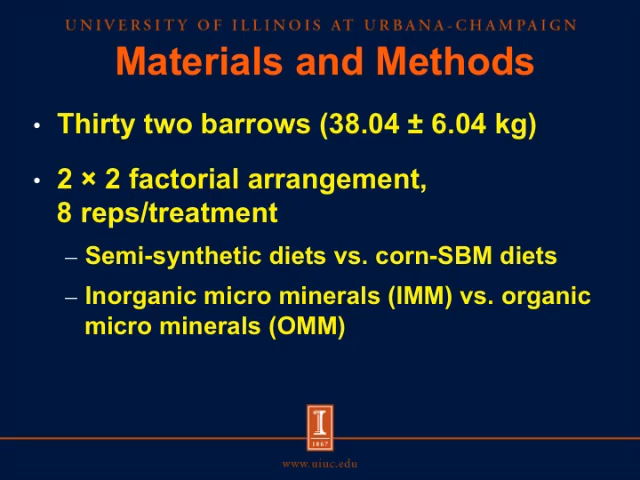 UNIVERSITY OF ILLINOIS AT URBANA-CHAMPAIGN
Materials and Methods
• Thirty two barrows (38.04 ± 6.04 kg)
• 2 × 2 factorial arrangement,
8 reps/treatment
– Semi-synthetic diets vs. corn-SBM diets
– Inorganic micro minerals (IMM) vs. organic
micro minerals (OMM)
I
1867
www.uiuc.edu